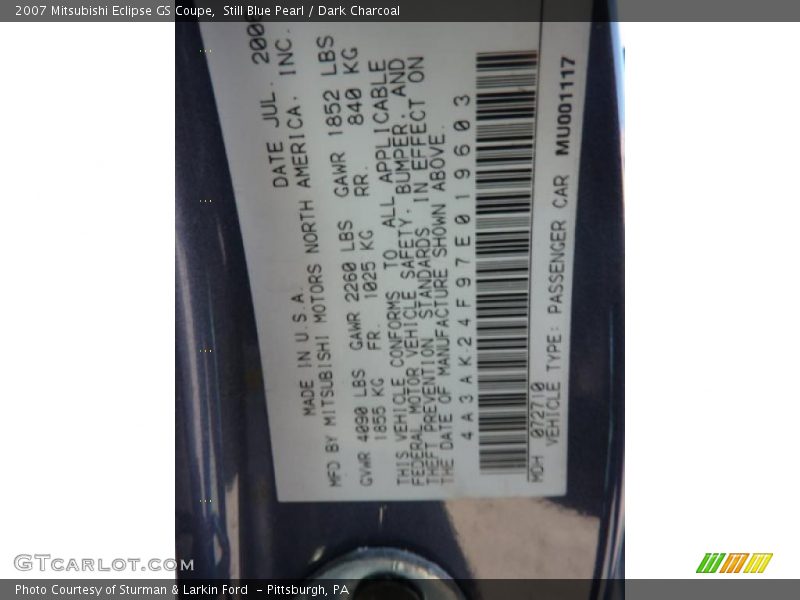 2007 Mitsubishi Eclipse GS Coupe,  Still Blue Pearl / Dark Charcoal
MADE IN U.S.A. DATE JUL. 2006
MFD BY MITSUBISHI MOTORS NORTH AMERICA, INC.
GVWR 4090 LBS GAWR 2260 LBS GAWR 1852 LBS
1855 KG FR. 1025 KG RR. 840 KG
THIS VEHICLE CONFORMS TO ALL APPLICABLE
FEDERAL MOTOR VEHICLE SAFETY, BUMPER, AND
THEFT PREVENTION STANDARDS IN EFFECT ON
THE DATE OF MANUFACTURE SHOWN ABOVE.
4A3AK24F97E019603
MDH 072710
VEHICLE TYPE: PASSENGER CAR MU001117
GTcarlot.com
Photo Courtesy of Sturman & Larkin Ford  - Pittsburgh, PA